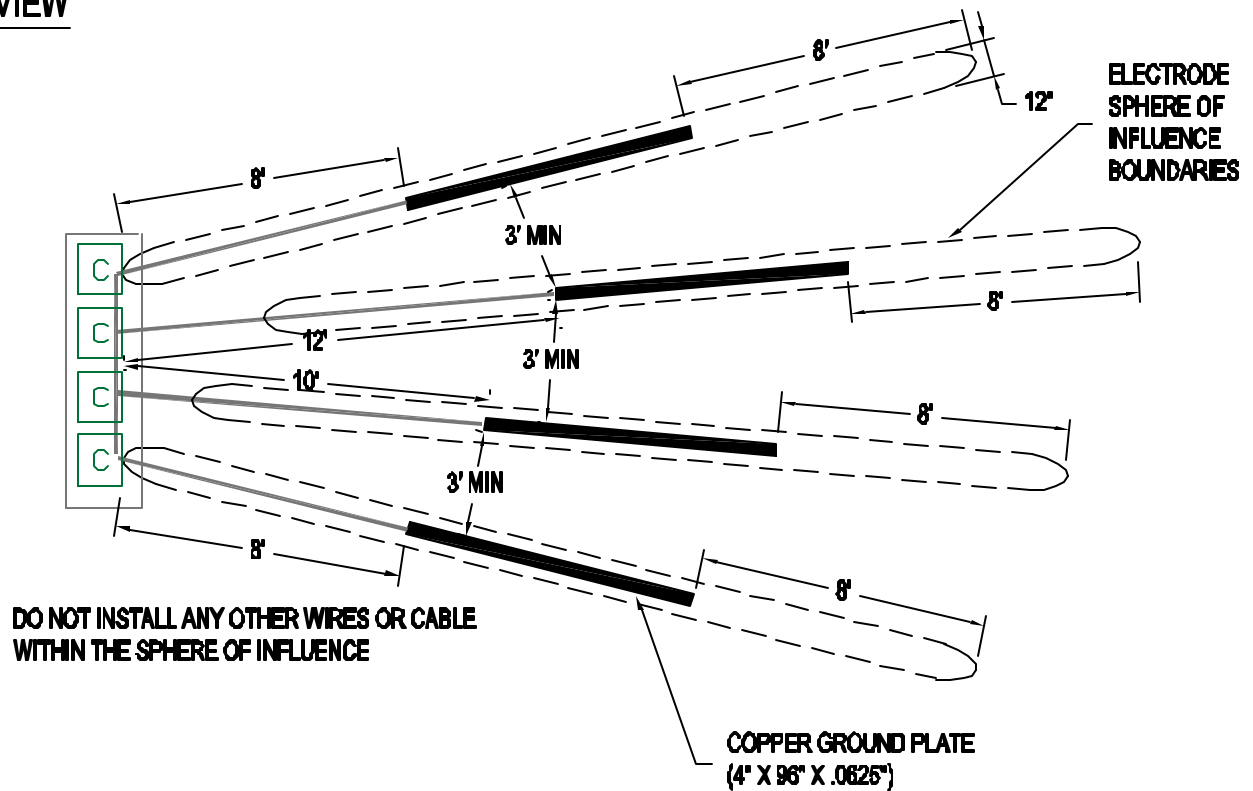 VIEW
8'
12"
ELECTRODE
SPHERE OF
INFLUENCE
BOUNDARIES
8'
3' MIN
C
C
C
C
8'
12'
3' MIN
10'
8'
3' MIN
8'
8'
DO NOT INSTALL ANY OTHER WIRES OR CABLE
WITHIN THE SPHERE OF INFLUENCE
COPPER GROUND PLATE
(4" X 96" X .0625")